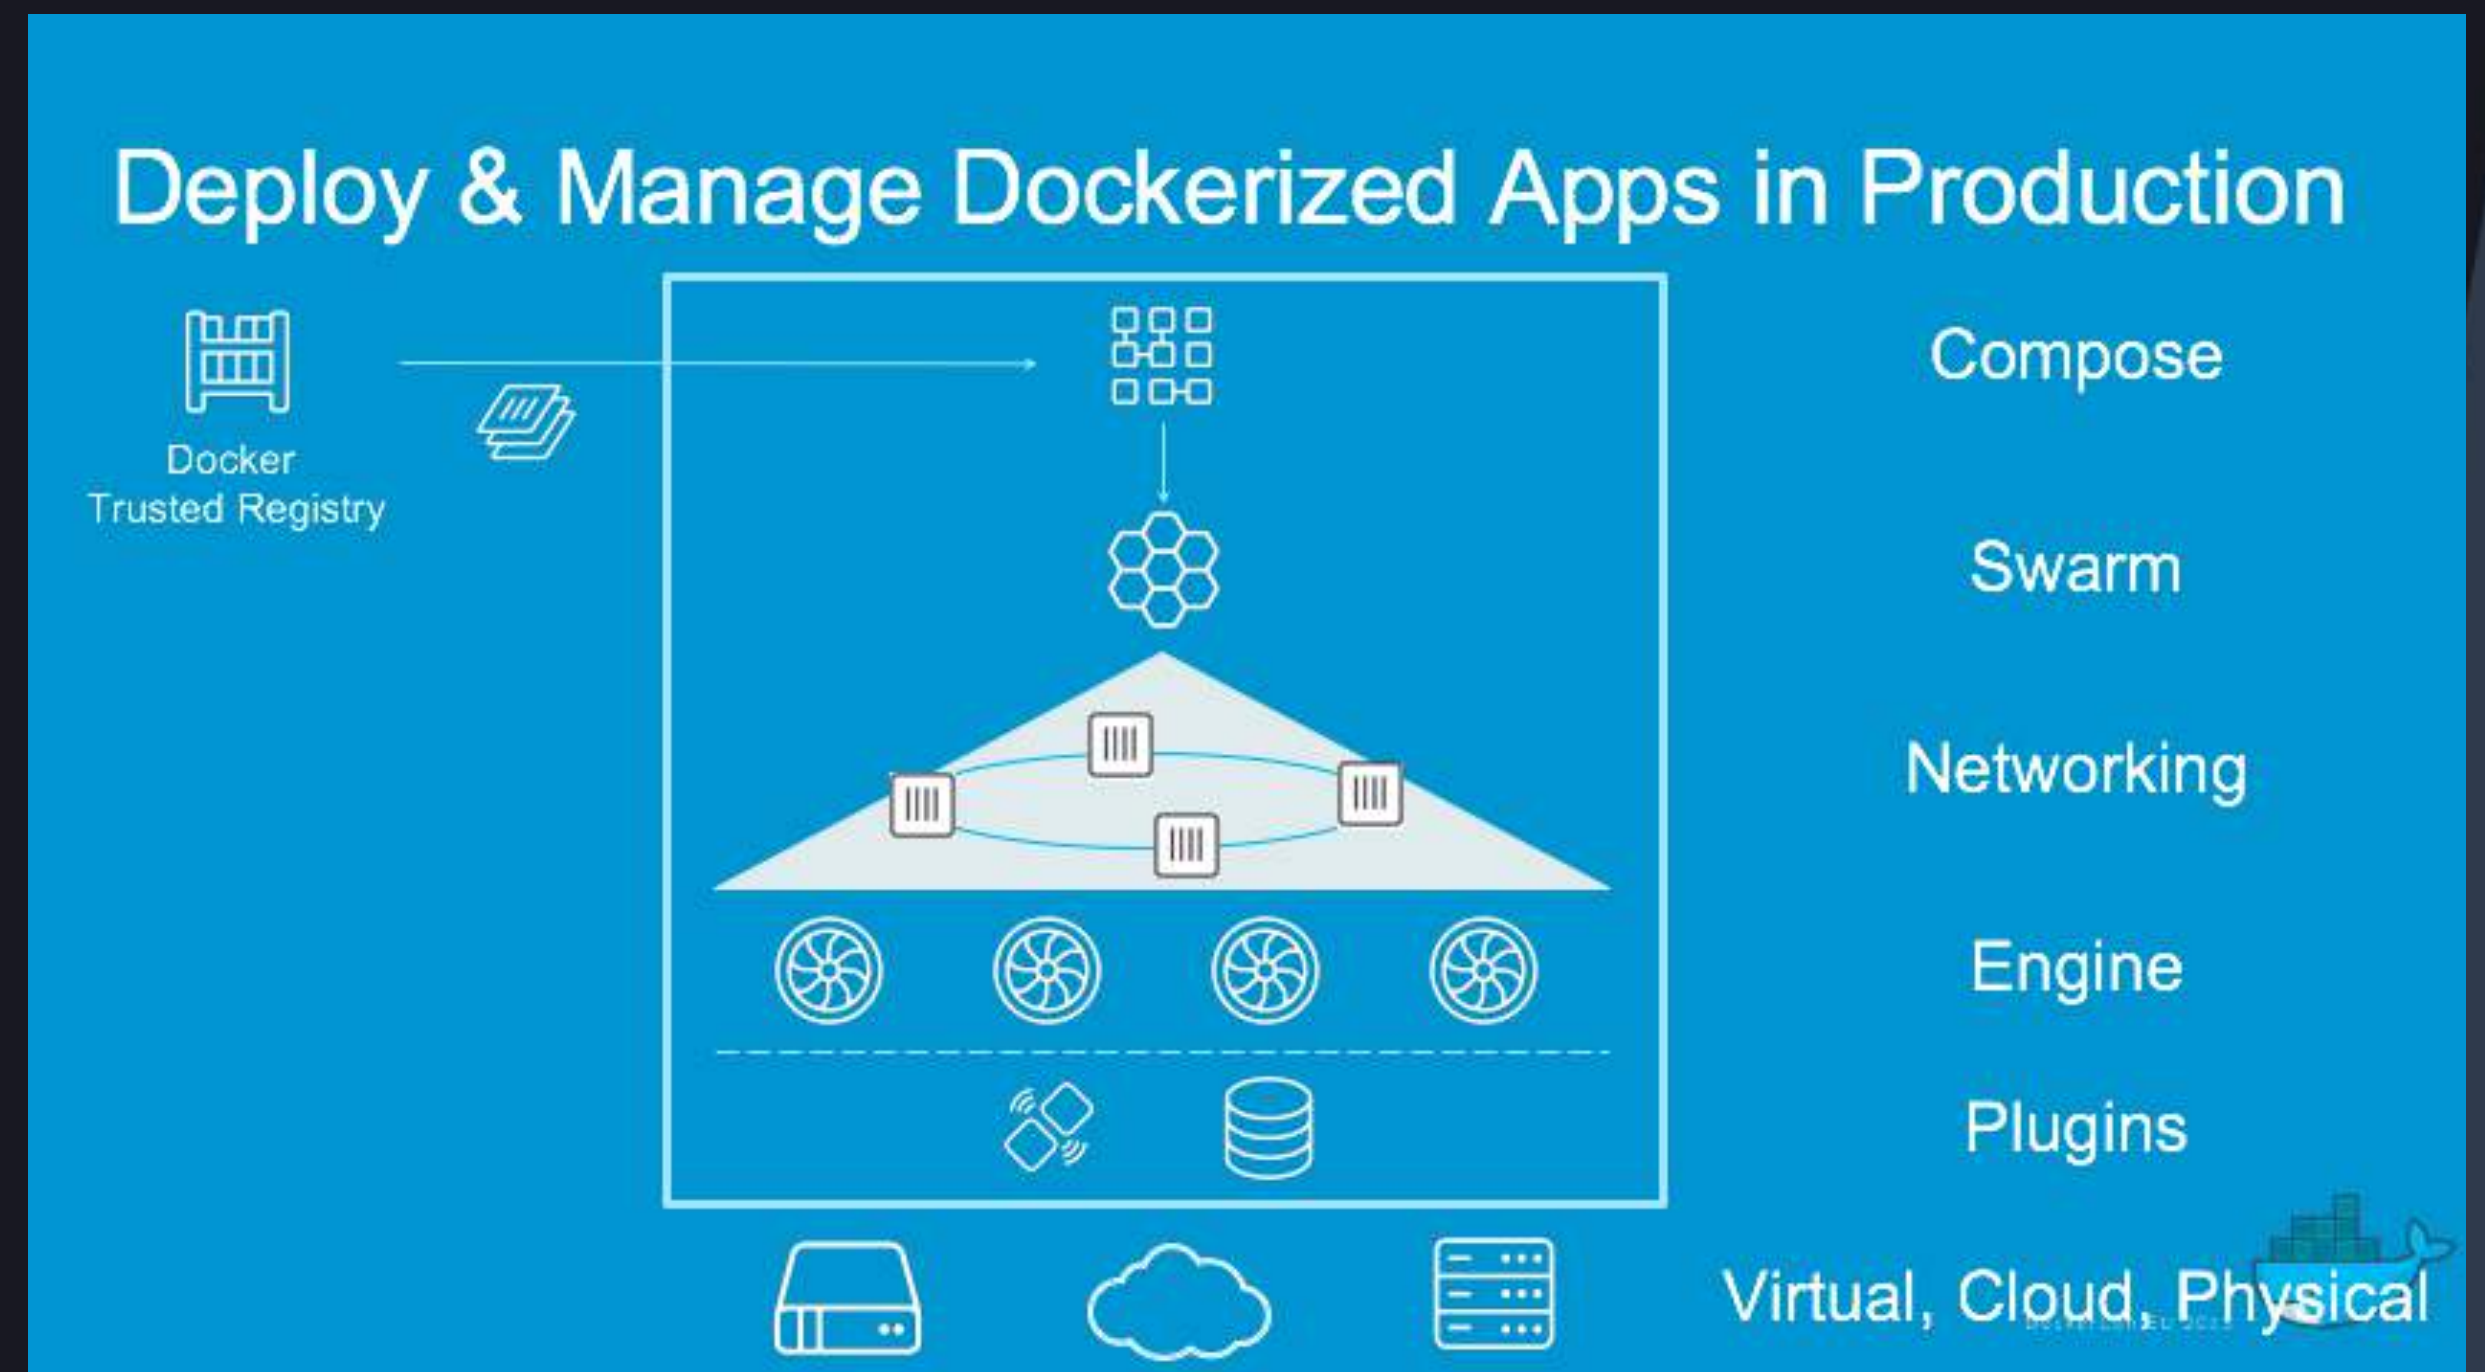 Deploy & Manage Dockerized Apps in Production
Docker
Trusted Registry
Compose
Swarm
Networking
Engine
Plugins
Virtual, Cloud, Physical